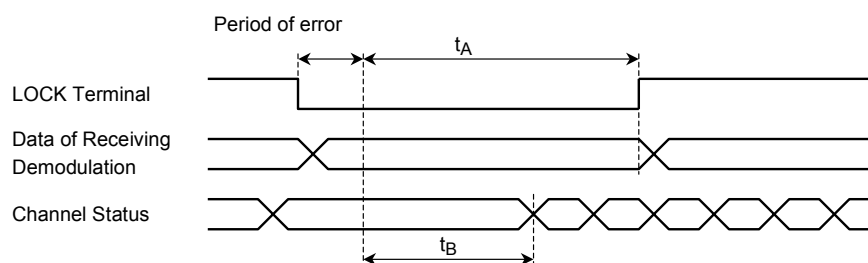 Period of error
tA
LOCK Terminal
Data of Receiving
Demodulation
Channel Status
tB